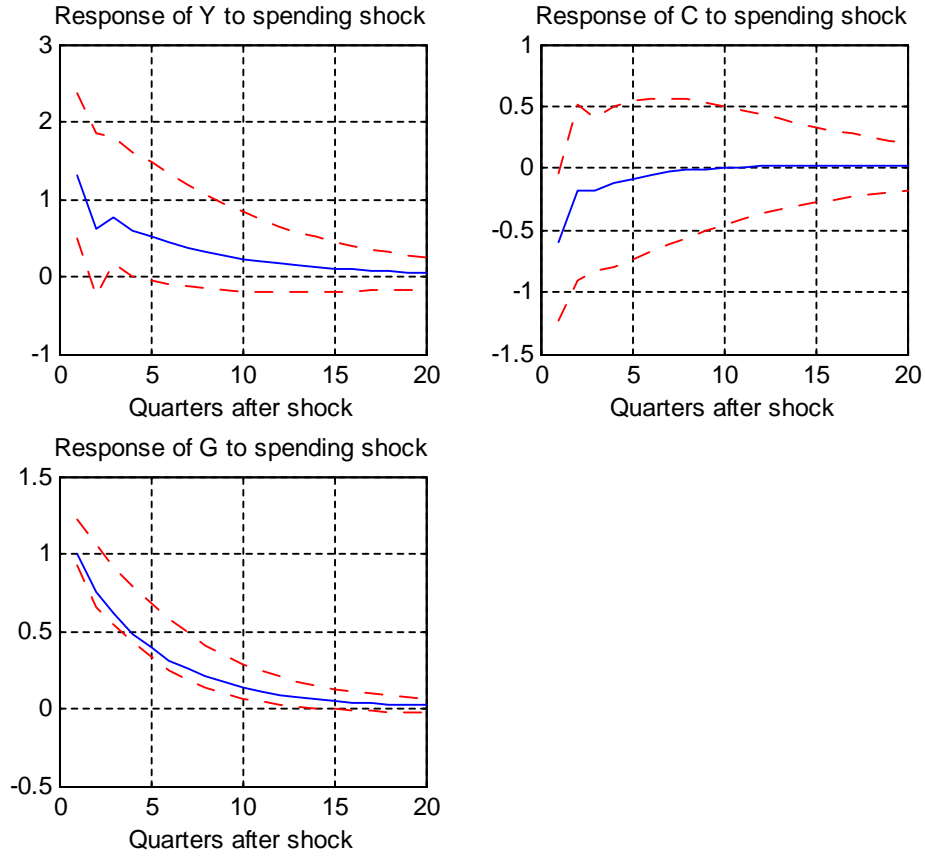 Response of Y to spending shock
3
2
1
0
-1
0 5 10 15 20
Quarters after shock
Response of C to spending shock
1
0.5
0
-0.5
-1
-1.5
0 5 10 15 20
Quarters after shock
Response of G to spending shock
1.5
1
0.5
0
-0.5
0 5 10 15 20
Quarters after shock